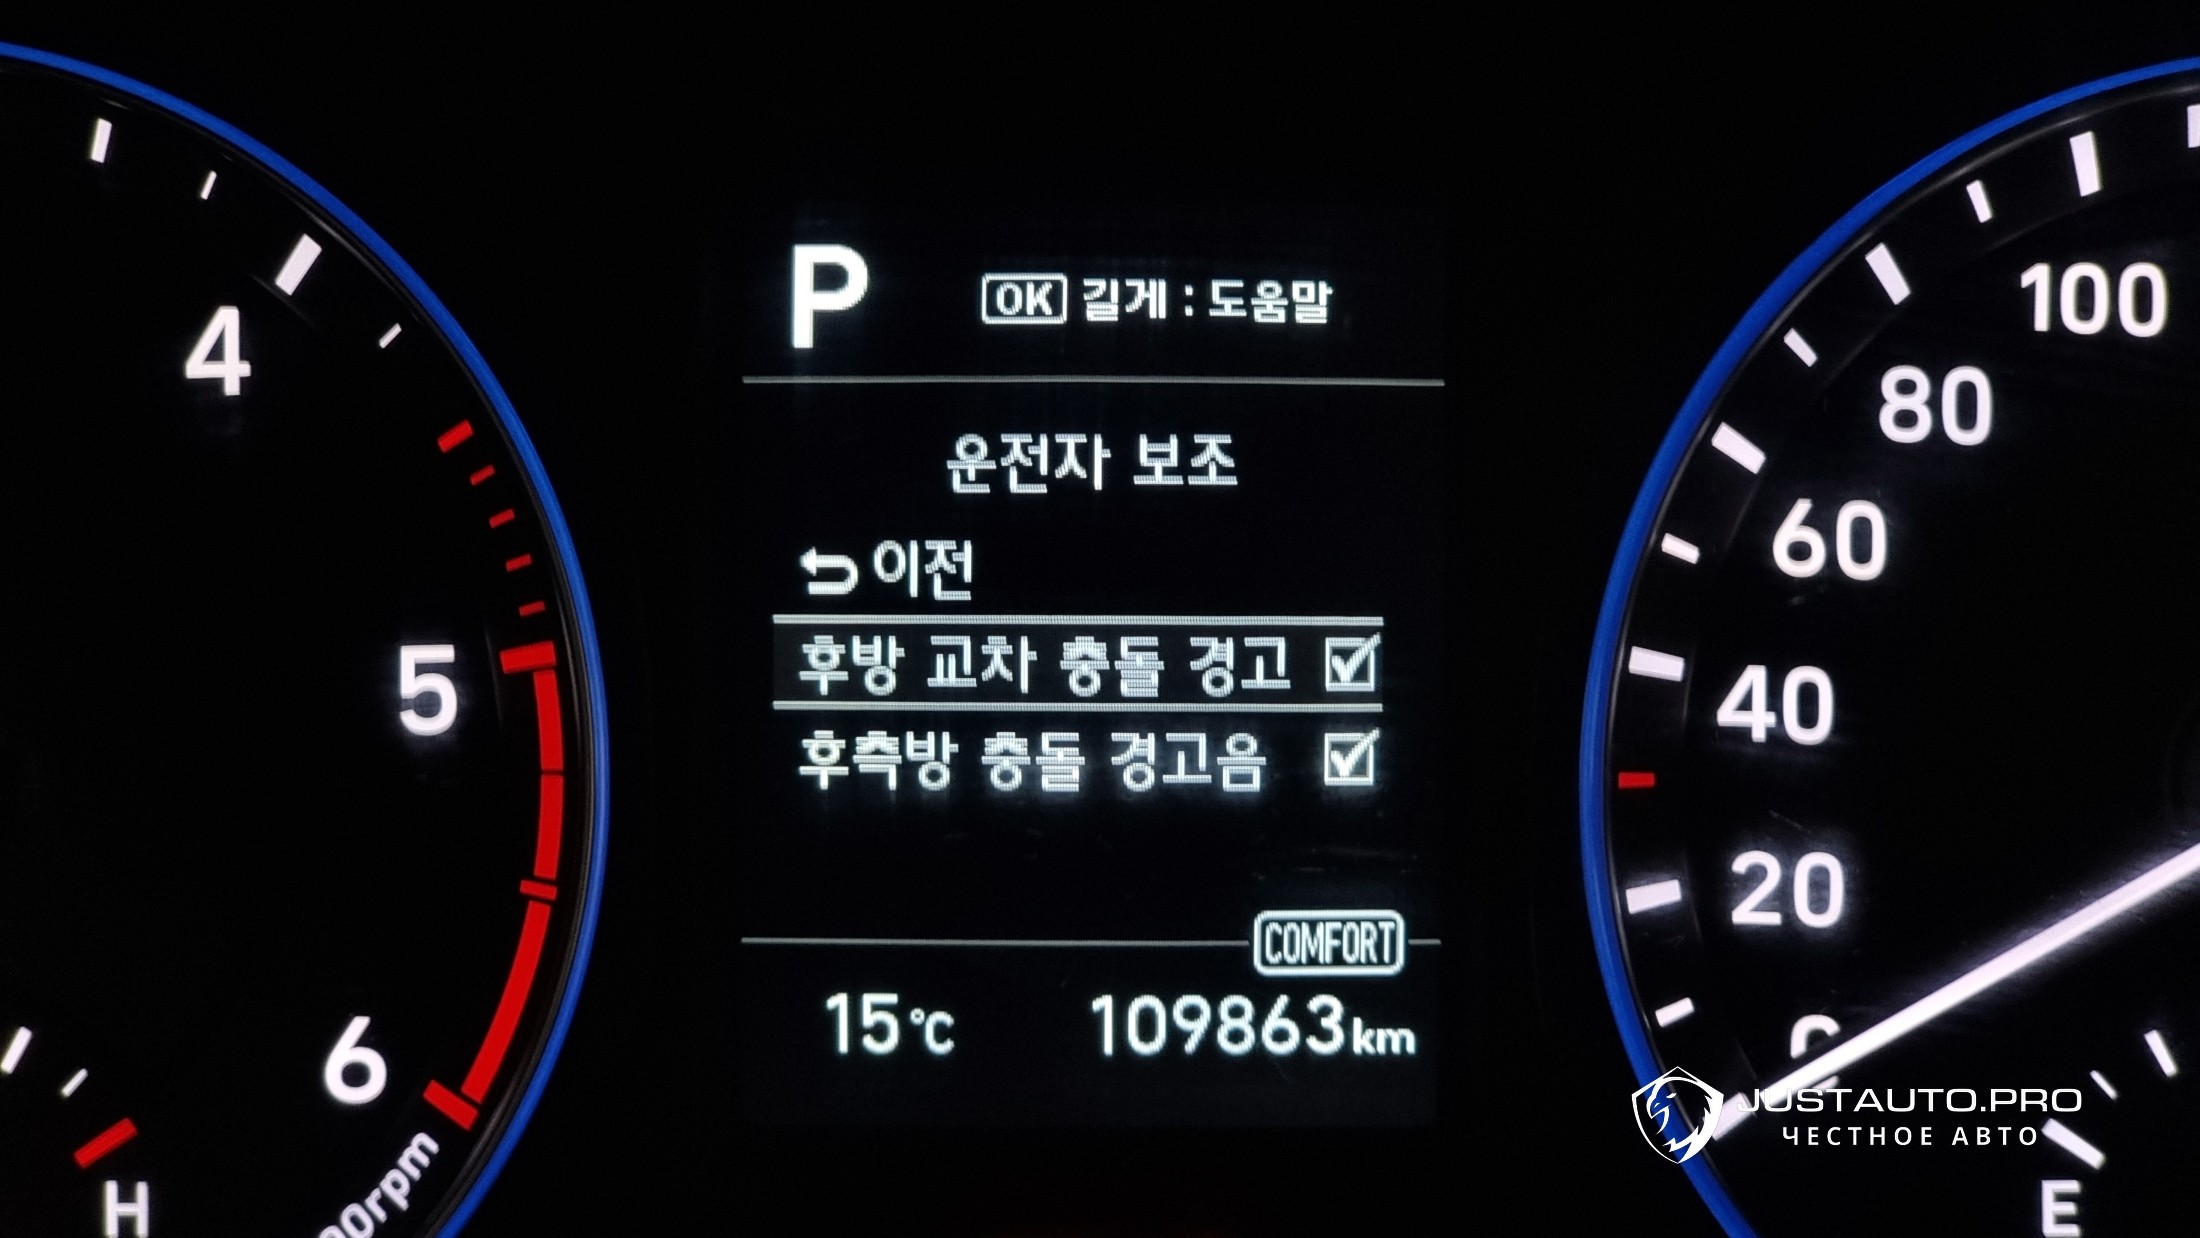 P
OK 길게 : 도움말
운전자 보조
이전
후방 교차 충돌 경고
후측방 충돌 경고음
COMFORT
15°C 109863km
4
5
6
00rpm
H
100
80
60
40
20
0
E
JUSTAUTO.PRO
ЧЕСТНОЕ АВТО